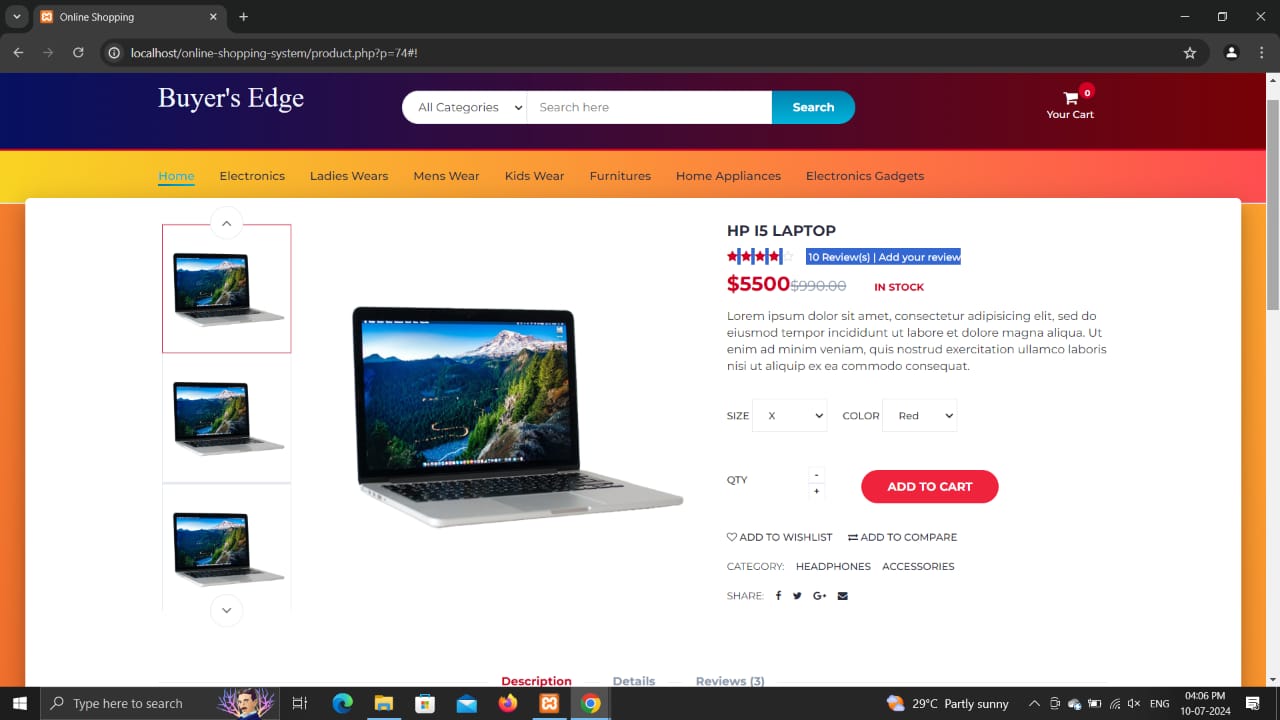 Online Shopping
localhost/online-shopping-system/product.php?p=74#!
Buyer's Edge
All Categories
Search here
Search
0
Your Cart
Home Electronics Ladies Wears Mens Wear Kids Wear Furnitures Home Appliances Electronics Gadgets
HP I5 LAPTOP
10 Review(s) | Add your review
$5500 $990.00 IN STOCK
Lorem ipsum dolor sit amet, consectetur adipisicing elit, sed do
eiusmod tempor incididunt ut labore et dolore magna aliqua. Ut
enim ad minim veniam, quis nostrud exercitation ullamco laboris
nisi ut aliquip ex ea commodo consequat.
SIZE X COLOR Red
QTY - + ADD TO CART
ADD TO WISHLIST ADD TO COMPARE
CATEGORY: HEADPHONES ACCESSORIES
SHARE:
Description Details Reviews (3)
Type here to search
29°C Partly sunny
ENG
04:06 PM
10-07-2024